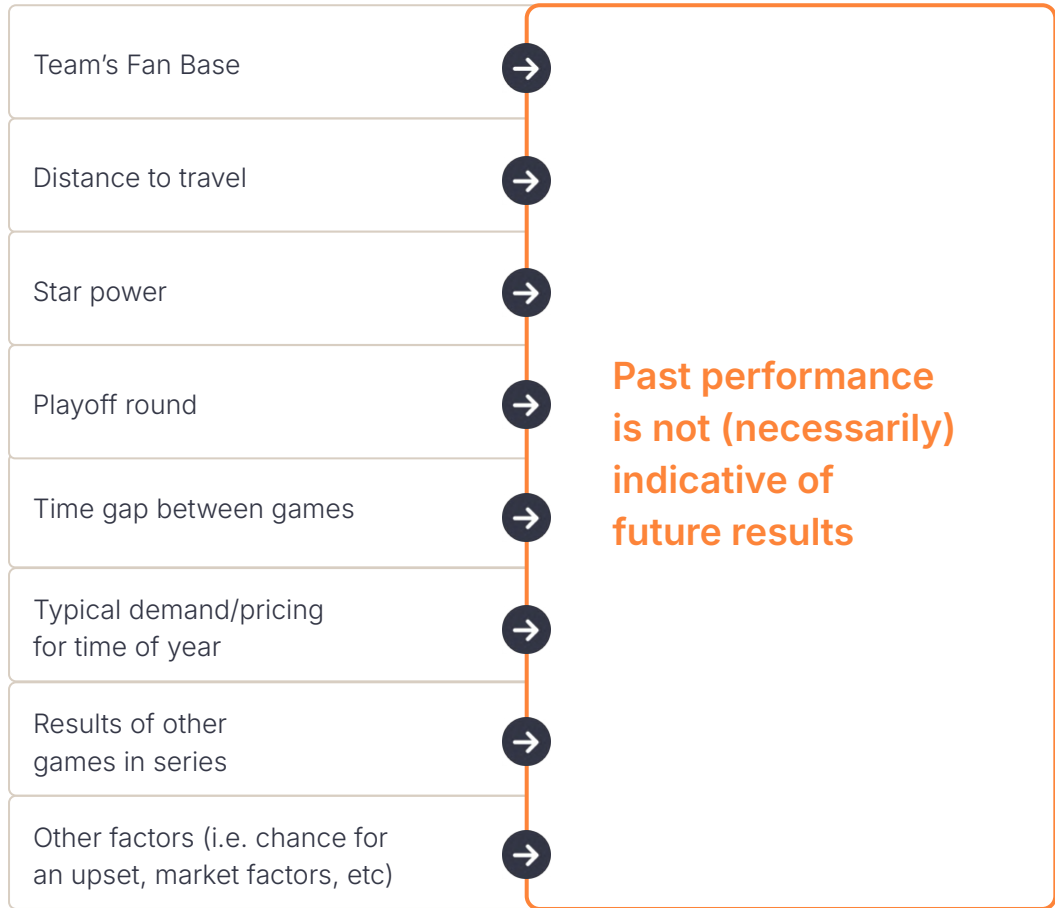 Team’s Fan Base
Distance to travel
Star power
Playoff round
Time gap between games
Typical demand/pricing
for time of year
Results of other
games in series
Other factors (i.e. chance for
an upset, market factors, etc)
Past performance
is not (necessarily)
indicative of
future results